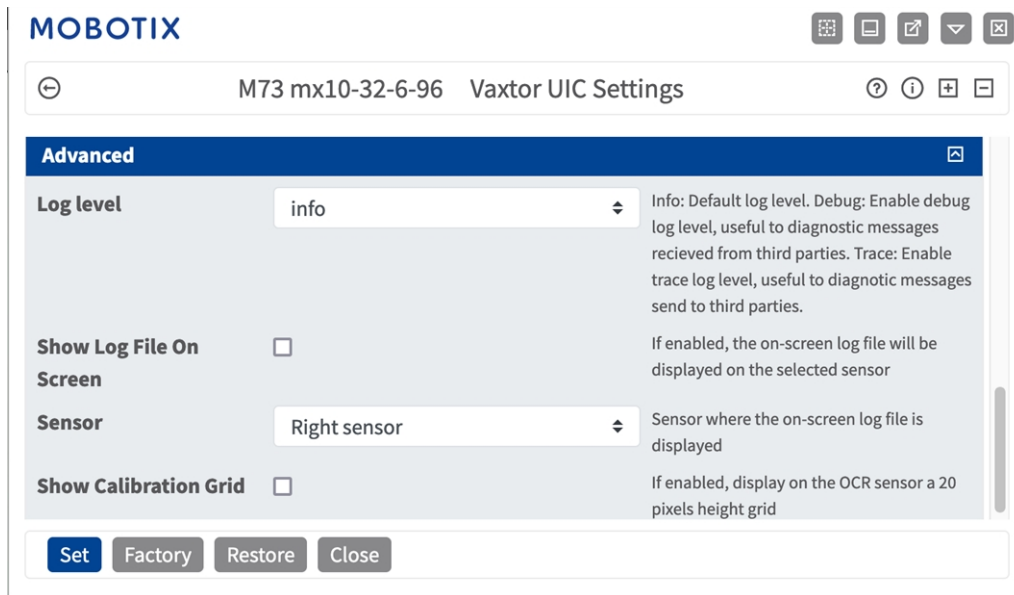 MOBOTIX
M73 mx10-32-6-96 Vaxtor UIC Settings
Advanced
Log level
info
Info: Default log level. Debug: Enable debug
log level, useful to diagnostic messages
recieved from third parties. Trace: Enable
trace log level, useful to diagnotic messages
send to third parties.
Show Log File On
Screen
If enabled, the on-screen log file will be
displayed on the selected sensor
Sensor
Right sensor
Sensor where the on-screen log file is
displayed
Show Calibration Grid
If enabled, display on the OCR sensor a 20
pixels height grid
Set Factory Restore Close